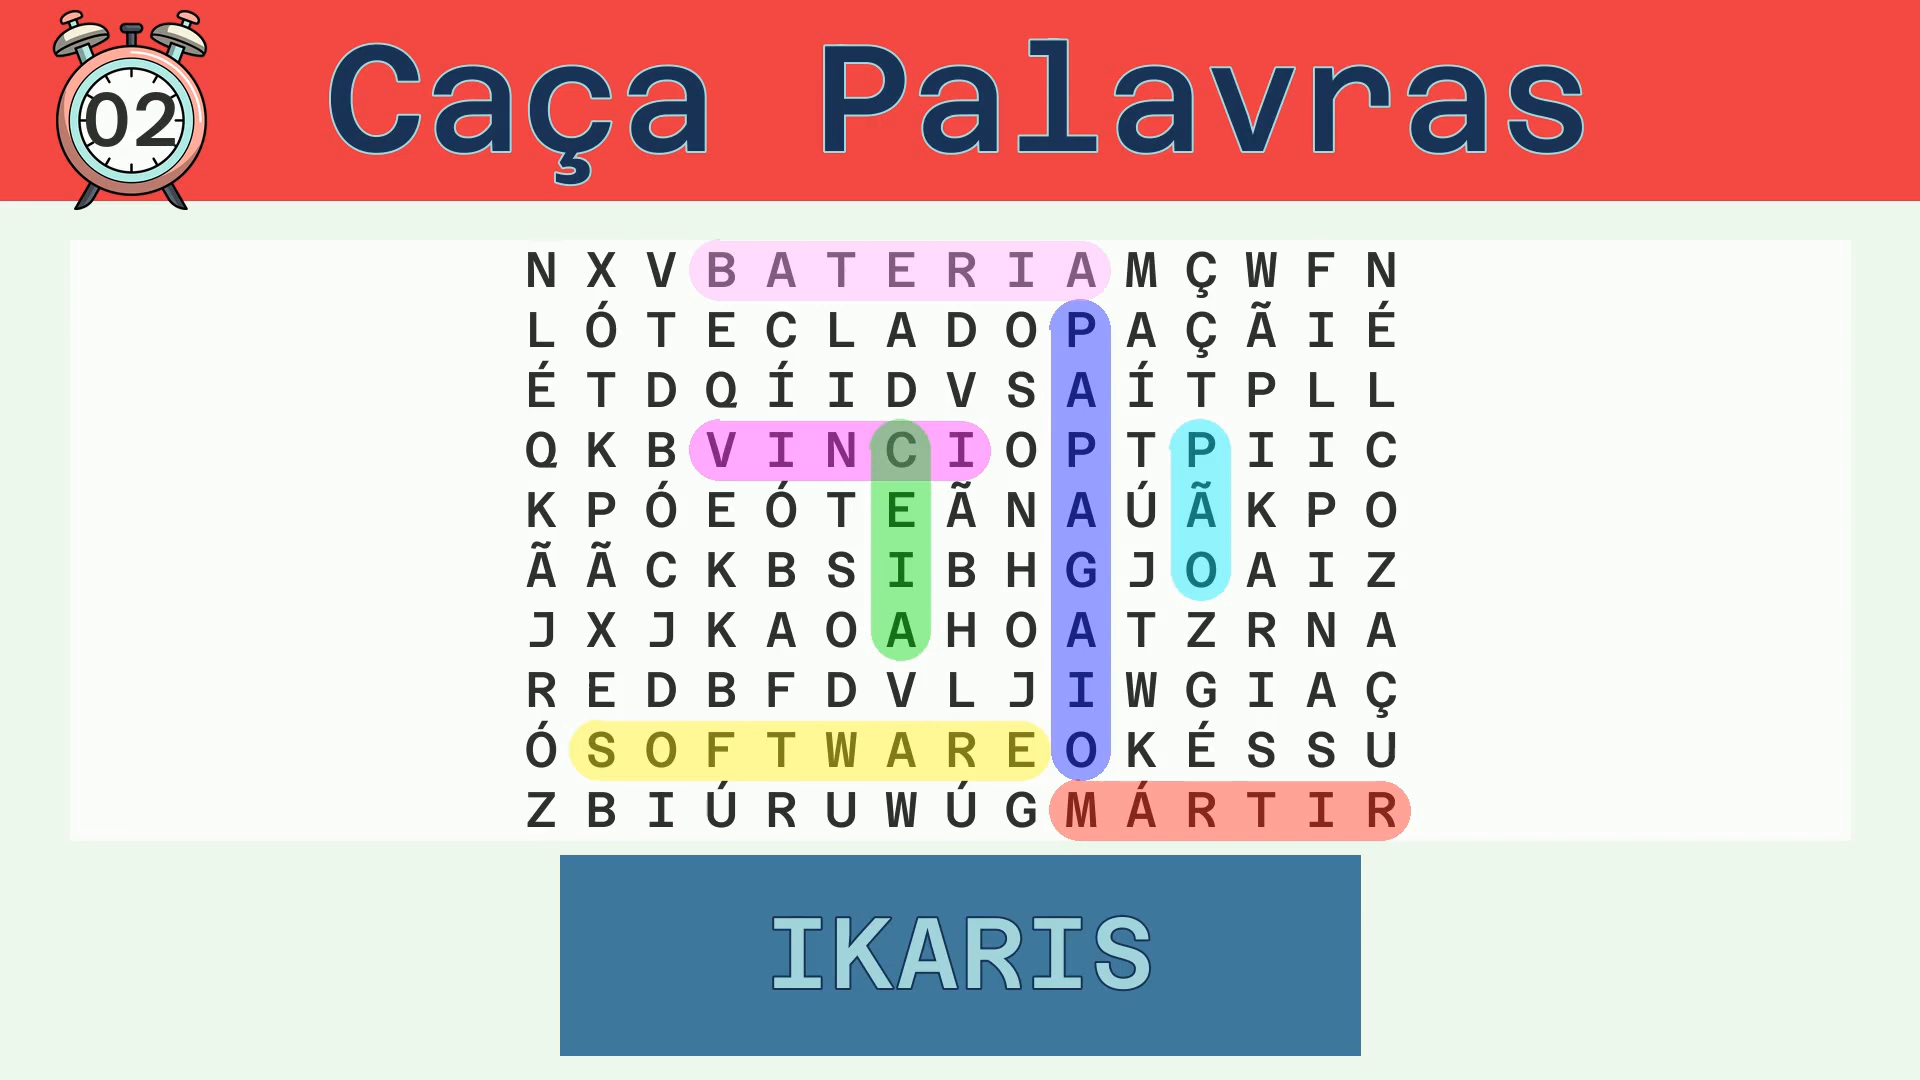 02
Caça Palavras
N X V B A T E R I A M Ç W F N
L Ó T E C L A D O P A Ç Ã I É
É T D Q Í I D V S A Í T P L L
Q K B V I N C I O P T P I I C
K P Ó E Ó T E Ã N A Ú Ã K P O
Ã Ã C K B S I B H G J O A I Z
J X J K A O A H O A T Z R N A
R E D B F D V L J I W G I A Ç
Ó S O F T W A R E O K É S S U
Z B I Ú R U W Ú G M Á R T I R
IKARIS